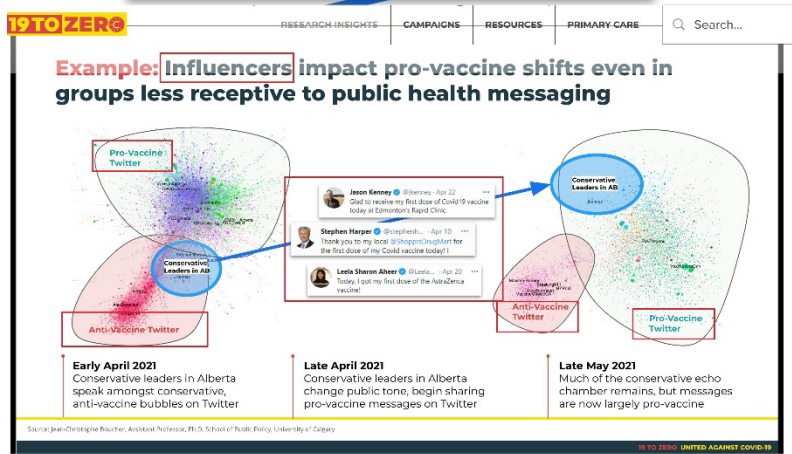 19 TO ZERO
RESEARCH INSIGHTS
CAMPAIGNS
RESOURCES
PRIMARY CARE
Search...
Example: Influencers impact pro-vaccine shifts even in
groups less receptive to public health messaging
Pro-Vaccine
Twitter
Conservative
Leaders in AB
Anti-Vaccine Twitter
Jason Kenney @jkenney · Apr 22
Glad to receive my first dose of Covid19 vaccine
today at Edmonton's Rapid Clinic.
Stephen Harper @stephenh... · Apr 10
Thank you to my local @ShopprsDrugMart for
the first dose of my Covid vaccine today! !
Leela Sharon Aheer @Leela... · Apr 20
Today, I got my first dose of the AstraZenca
vaccine!
Conservative
Leaders in AB
Anti-Vaccine
Twitter
Pro-Vaccine
Twitter
Early April 2021
Conservative leaders in Alberta
speak amongst conservative,
anti-vaccine bubbles on Twitter
Late April 2021
Conservative leaders in Alberta
change public tone, begin sharing
pro-vaccine messages on Twitter
Late May 2021
Much of the conservative echo
chamber remains, but messages
are now largely pro-vaccine
Source: Jean-Christophe Boucher, Assistant Professor, Ph.D. School of Public Policy, University of Calgary
19 TO ZERO UNITED AGAINST COVID-19